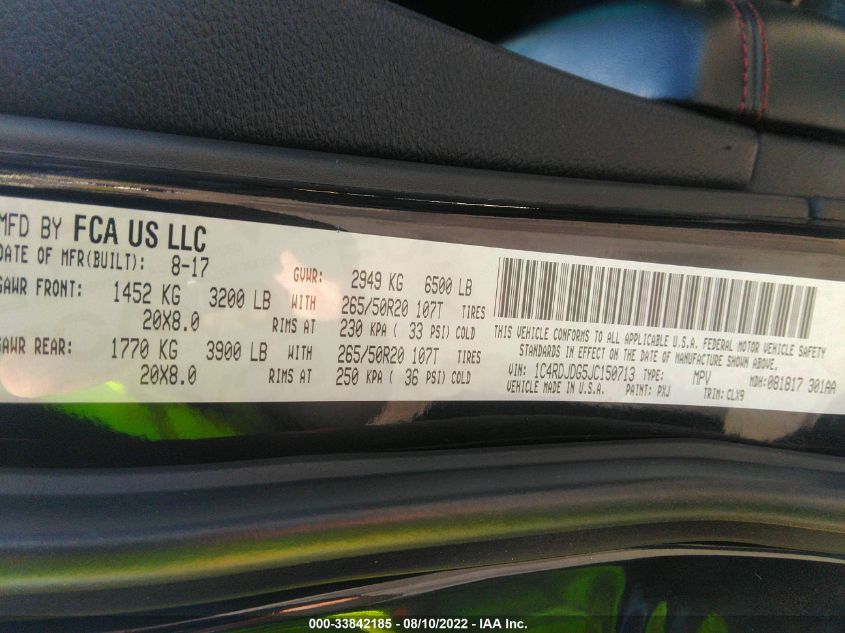 MFD BY FCA US LLC
DATE OF MFR(BUILT): 8-17
GVWR: 2949 KG 6500 LB
GAWR FRONT: 1452 KG 3200 LB WITH 265/50R20 107T TIRES
20X8.0 RIMS AT 230 KPA ( 33 PSI) COLD
GAWR REAR: 1770 KG 3900 LB WITH 265/50R20 107T TIRES
20X8.0 RIMS AT 250 KPA ( 36 PSI) COLD
THIS VEHICLE CONFORMS TO ALL APPLICABLE U.S.A. FEDERAL MOTOR VEHICLE SAFETY
STANDARDS IN EFFECT ON THE DATE OF MANUFACTURE SHOWN ABOVE.
VIN: 1C4RDJDG5JC150713 TYPE: MPV MDH: 081817 301AA
VEHICLE MADE IN U.S.A. PAINT: PXJ TRIM: CLX9
000-33842185 - 08/10/2022 - IAA Inc.